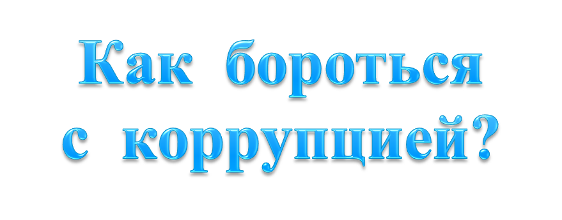 Как бороться
с коррупцией?